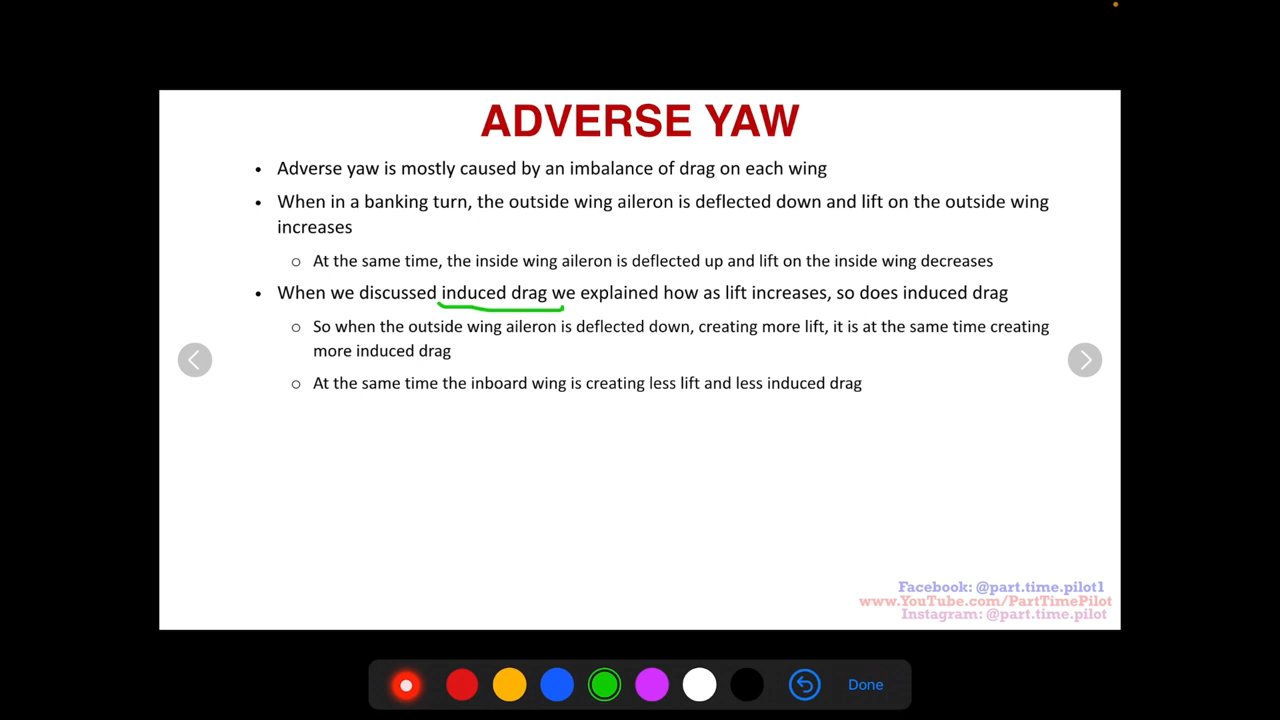 ADVERSE YAW
• Adverse yaw is mostly caused by an imbalance of drag on each wing
• When in a banking turn, the outside wing aileron is deflected down and lift on the outside wing
increases
○ At the same time, the inside wing aileron is deflected up and lift on the inside wing decreases
• When we discussed induced drag we explained how as lift increases, so does induced drag
○ So when the outside wing aileron is deflected down, creating more lift, it is at the same time creating
more induced drag
○ At the same time the inboard wing is creating less lift and less induced drag
Facebook: @part.time.pilot1
www.YouTube.com/PartTimePilot
Instagram: @part.time.pilot
Done